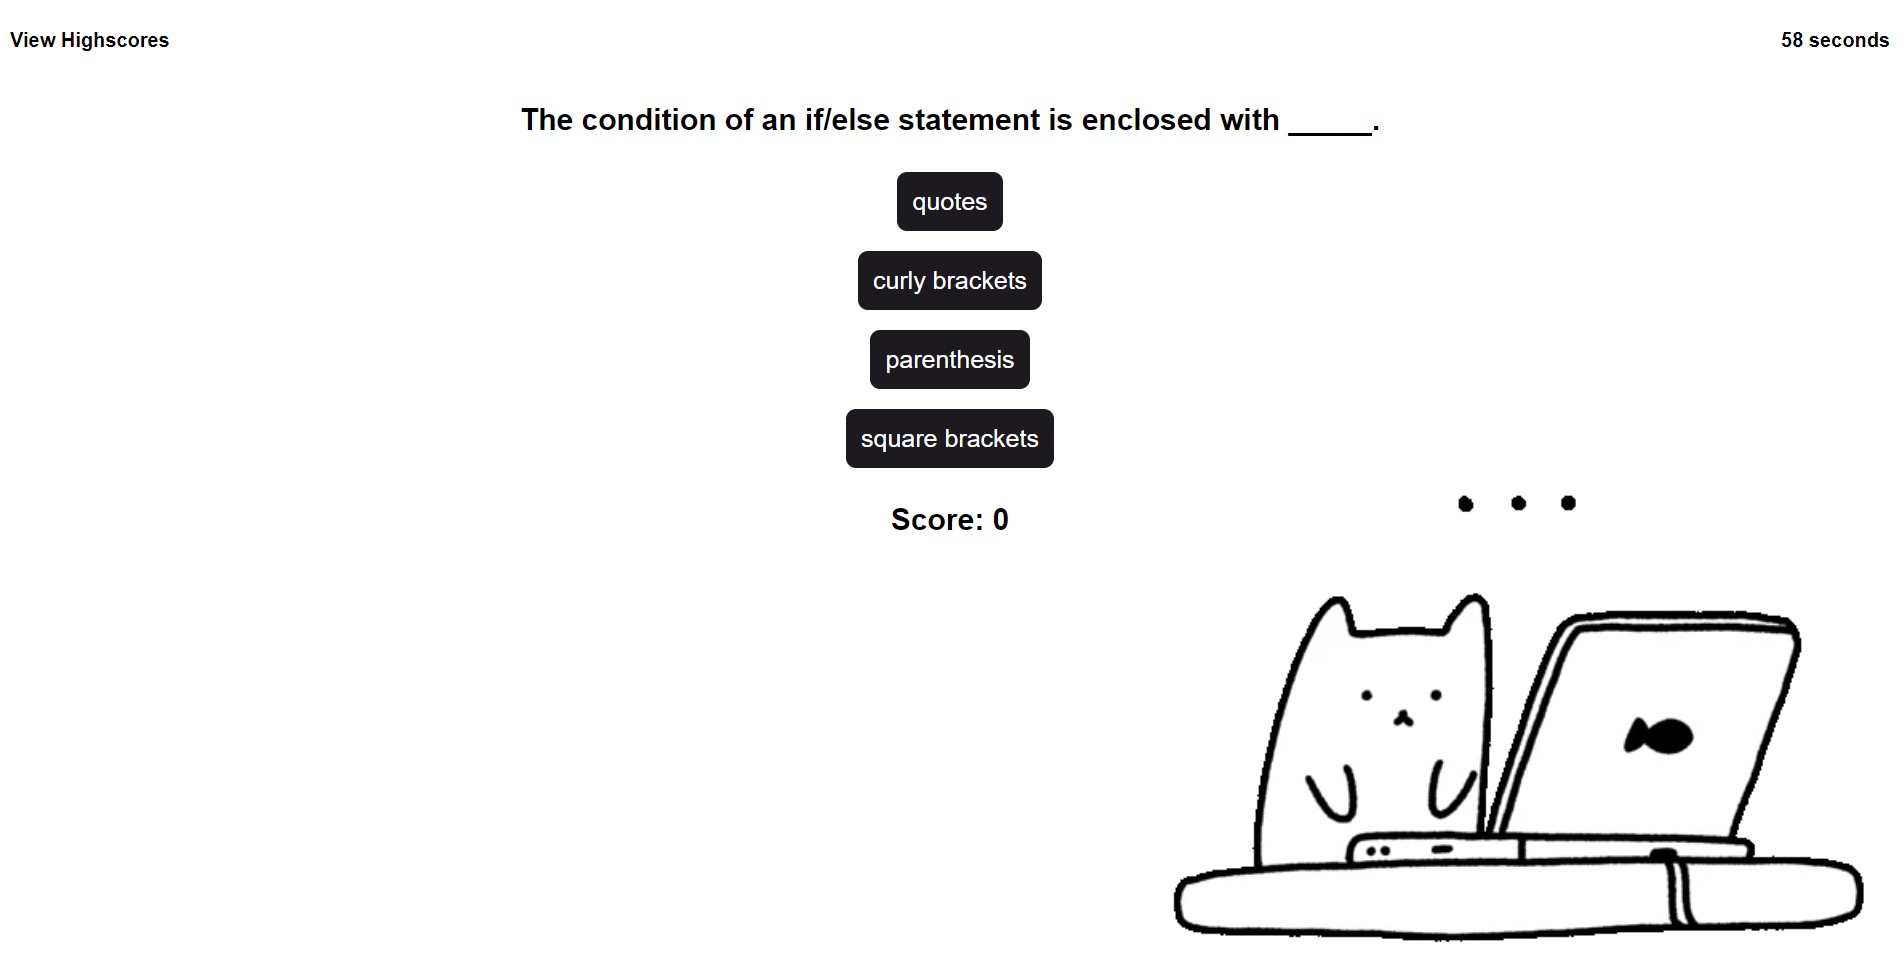 View Highscores
58 seconds
The condition of an if/else statement is enclosed with _____.
quotes
curly brackets
parenthesis
square brackets
Score: 0